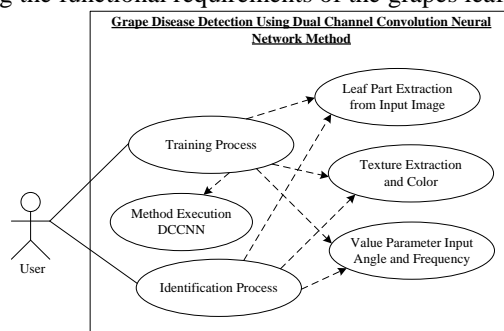 g the functional requirements of the grapes leaf
Grape Disease Detection Using Dual Channel Convolution Neural
Network Method
Leaf Part Extraction
from Input Image
Training Process
Texture Extraction
and Color
Method Execution
DCCNN
Value Parameter Input
Angle and Frequency
User
Identification Process